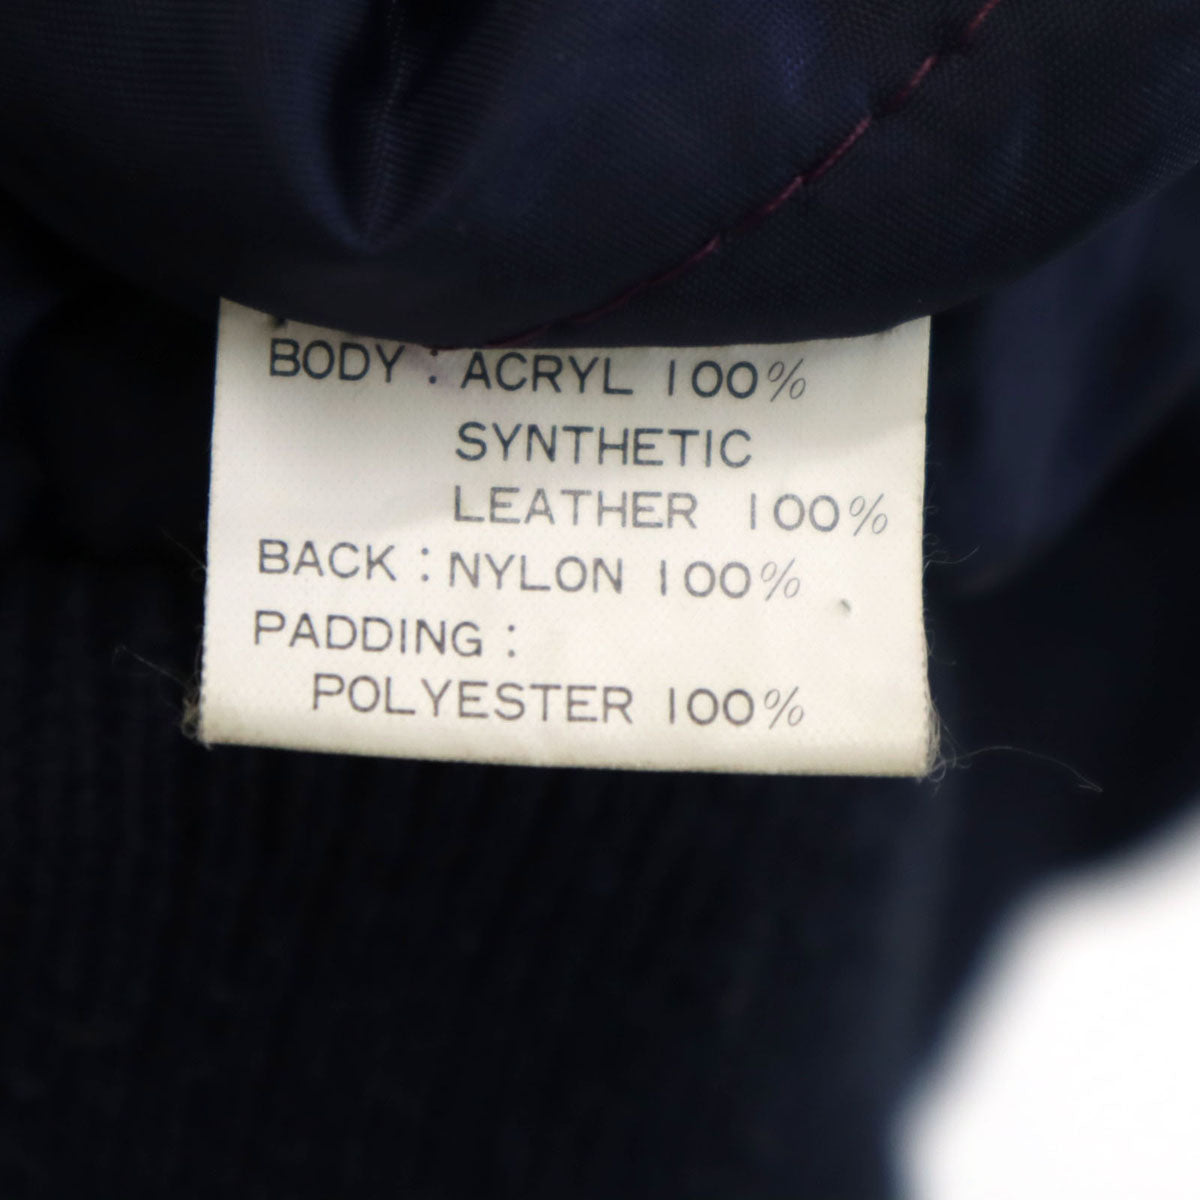 BODY : ACRYL 100%
SYNTHETIC
LEATHER 100%
BACK : NYLON 100%
PADDING :
POLYESTER 100%